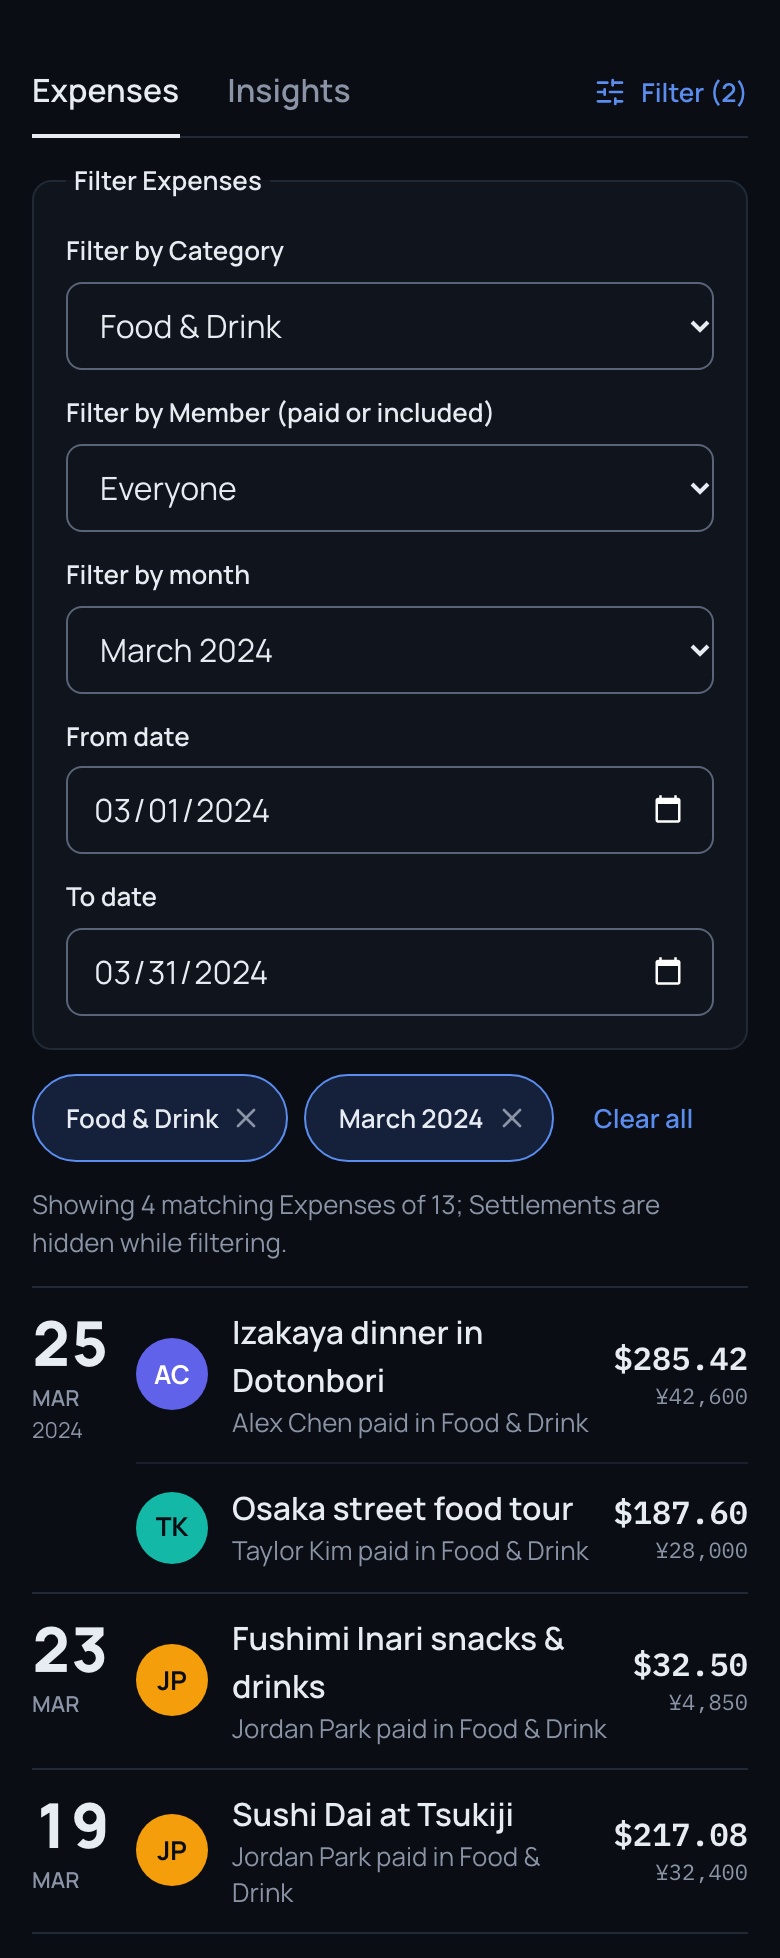 Expenses
Insights
Filter (2)
Filter Expenses
Filter by Category
Food & Drink
Filter by Member (paid or included)
Everyone
Filter by month
March 2024
From date
03/01/2024
To date
03/31/2024
Food & Drink
March 2024
Clear all
Showing 4 matching Expenses of 13; Settlements are
hidden while filtering.
25
MAR
2024
AC
Izakaya dinner in
Dotonbori
Alex Chen paid in Food & Drink
$285.42
¥42,600
TK
Osaka street food tour
Taylor Kim paid in Food & Drink
$187.60
¥28,000
23
MAR
JP
Fushimi Inari snacks &
drinks
Jordan Park paid in Food & Drink
$32.50
¥4,850
19
MAR
JP
Sushi Dai at Tsukiji
Jordan Park paid in Food &
Drink
$217.08
¥32,400